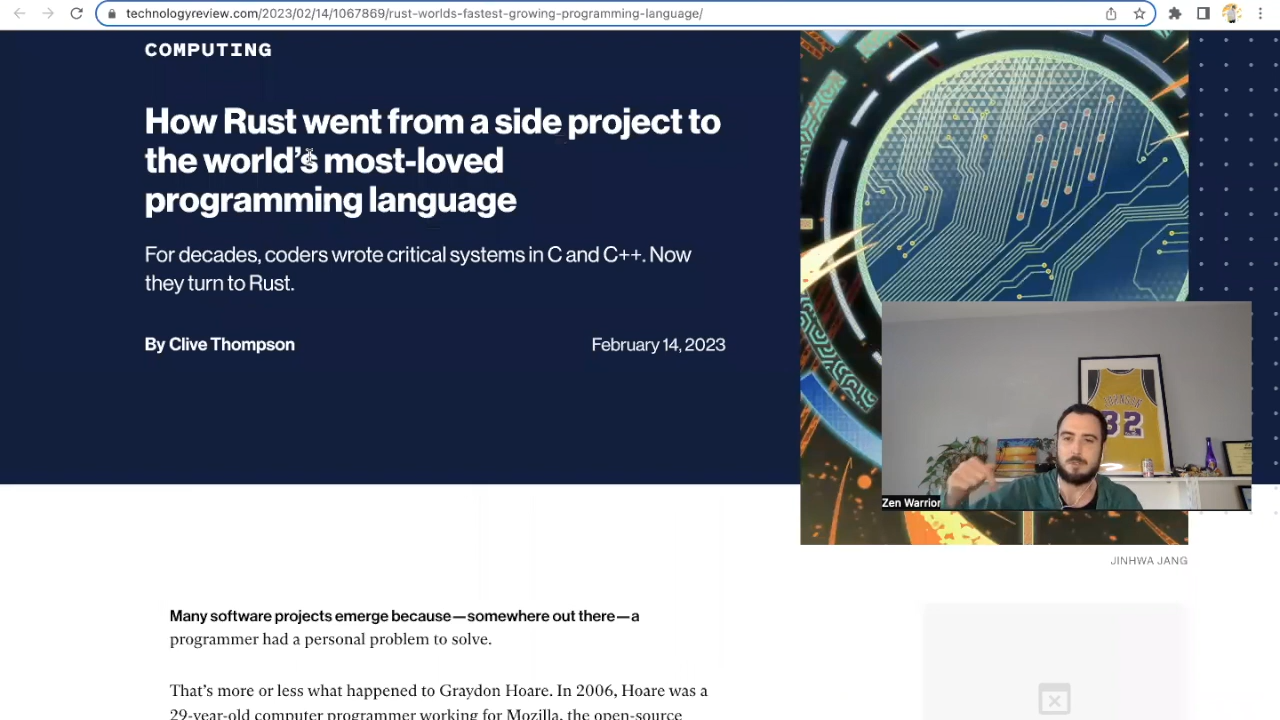 technologyreview.com/2023/02/14/1067869/rust-worlds-fastest-growing-programming-language/
COMPUTING
How Rust went from a side project to
the world's most-loved
programming language
For decades, coders wrote critical systems in C and C++. Now
they turn to Rust.
By Clive Thompson
February 14, 2023
JOHNSON
32
Zen Warrior
JINHWA JANG
Many software projects emerge because—somewhere out there—a
programmer had a personal problem to solve.
That's more or less what happened to Graydon Hoare. In 2006, Hoare was a
29-year-old computer programmer working for Mozilla, the open-source